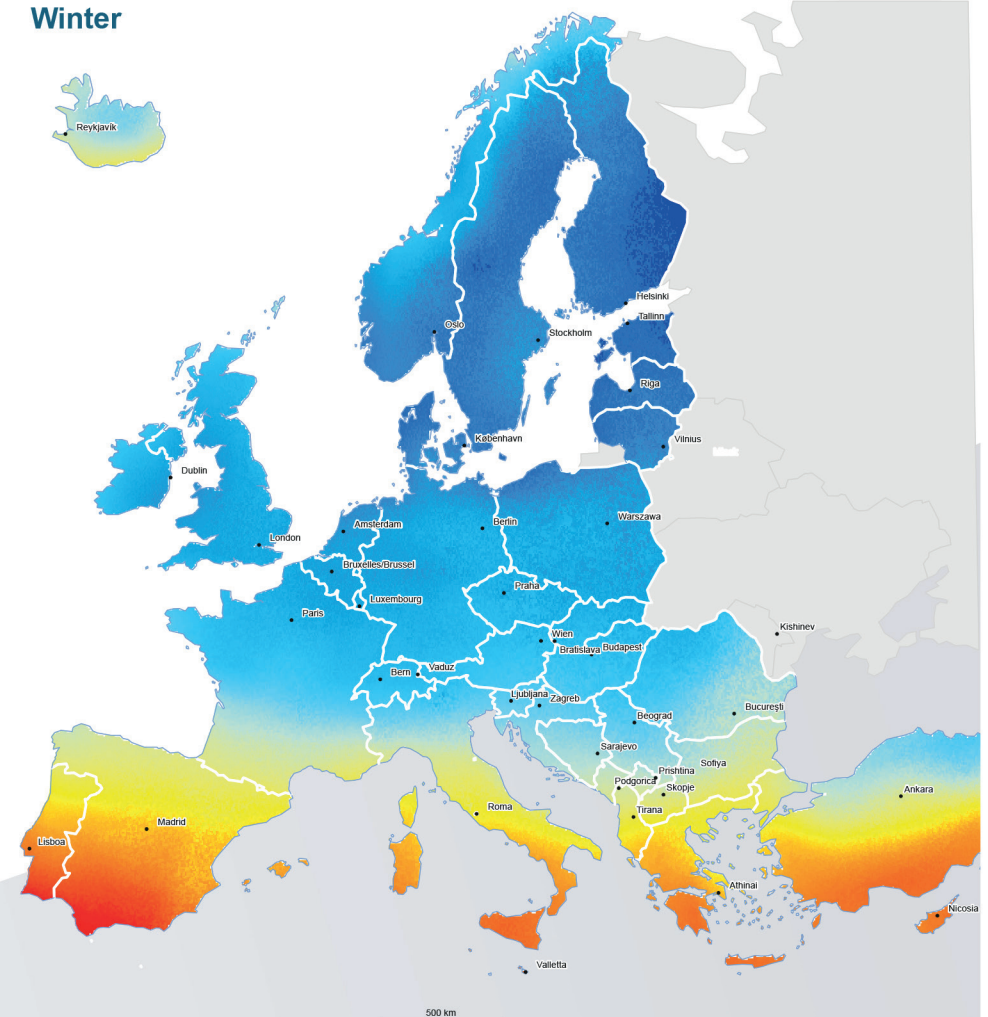 Winter
Reykjavík
Helsinki
Tallinn
Oslo
Stockholm
Riga
København
Vilnius
Dublin
Warszawa
Berlin
Amsterdam
London
Bruxelles/Brussel
Praha
Luxembourg
Paris
Kishinev
Wien
Bratislava
Budapest
Vaduz
Bern
Ljubljana
Zagreb
Bucureşti
Beograd
Sarajevo
Sofiya
Prishtina
Podgorica
Skopje
Ankara
Roma
Tirana
Madrid
Lisboa
Athinai
Nicosia
Valletta
500 km